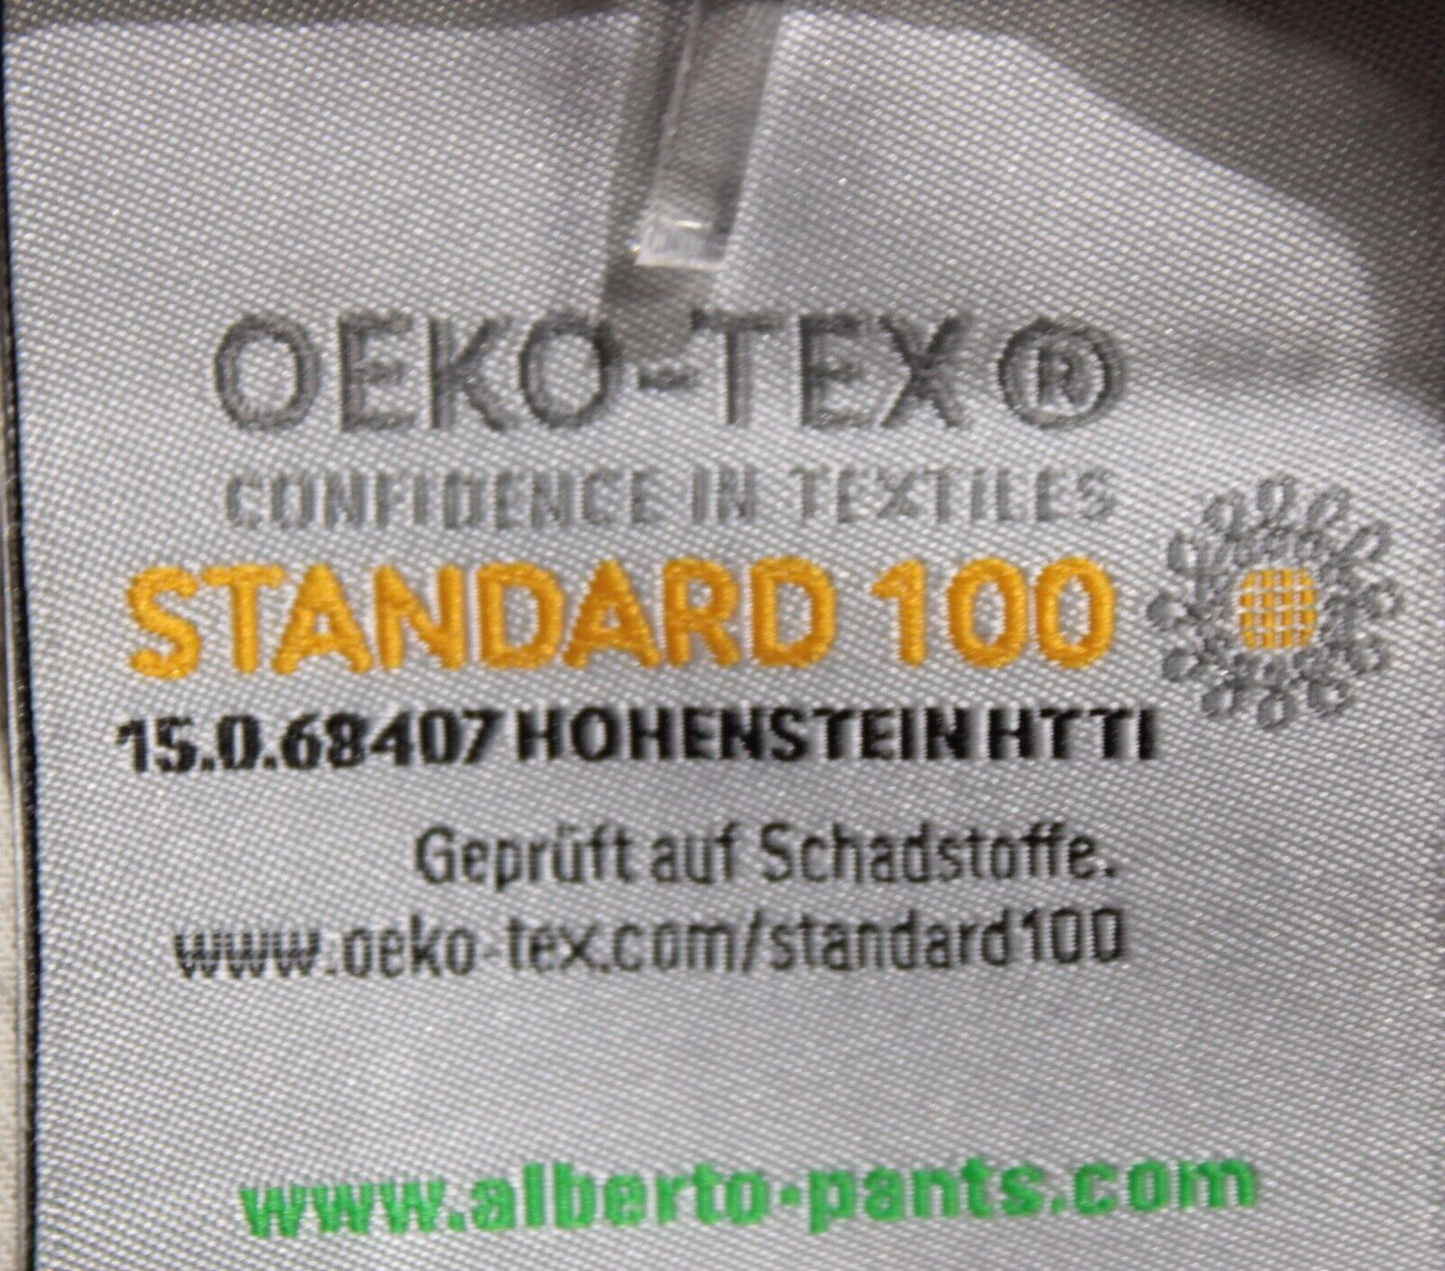 OEKO-TEX®
CONFIDENCE IN TEXTILES
STANDARD 100
15.0.68407 HOHENSTEIN HTTI
Geprüft auf Schadstoffe.
www.oeko-tex.com/standard100
www.alberto-pants.com